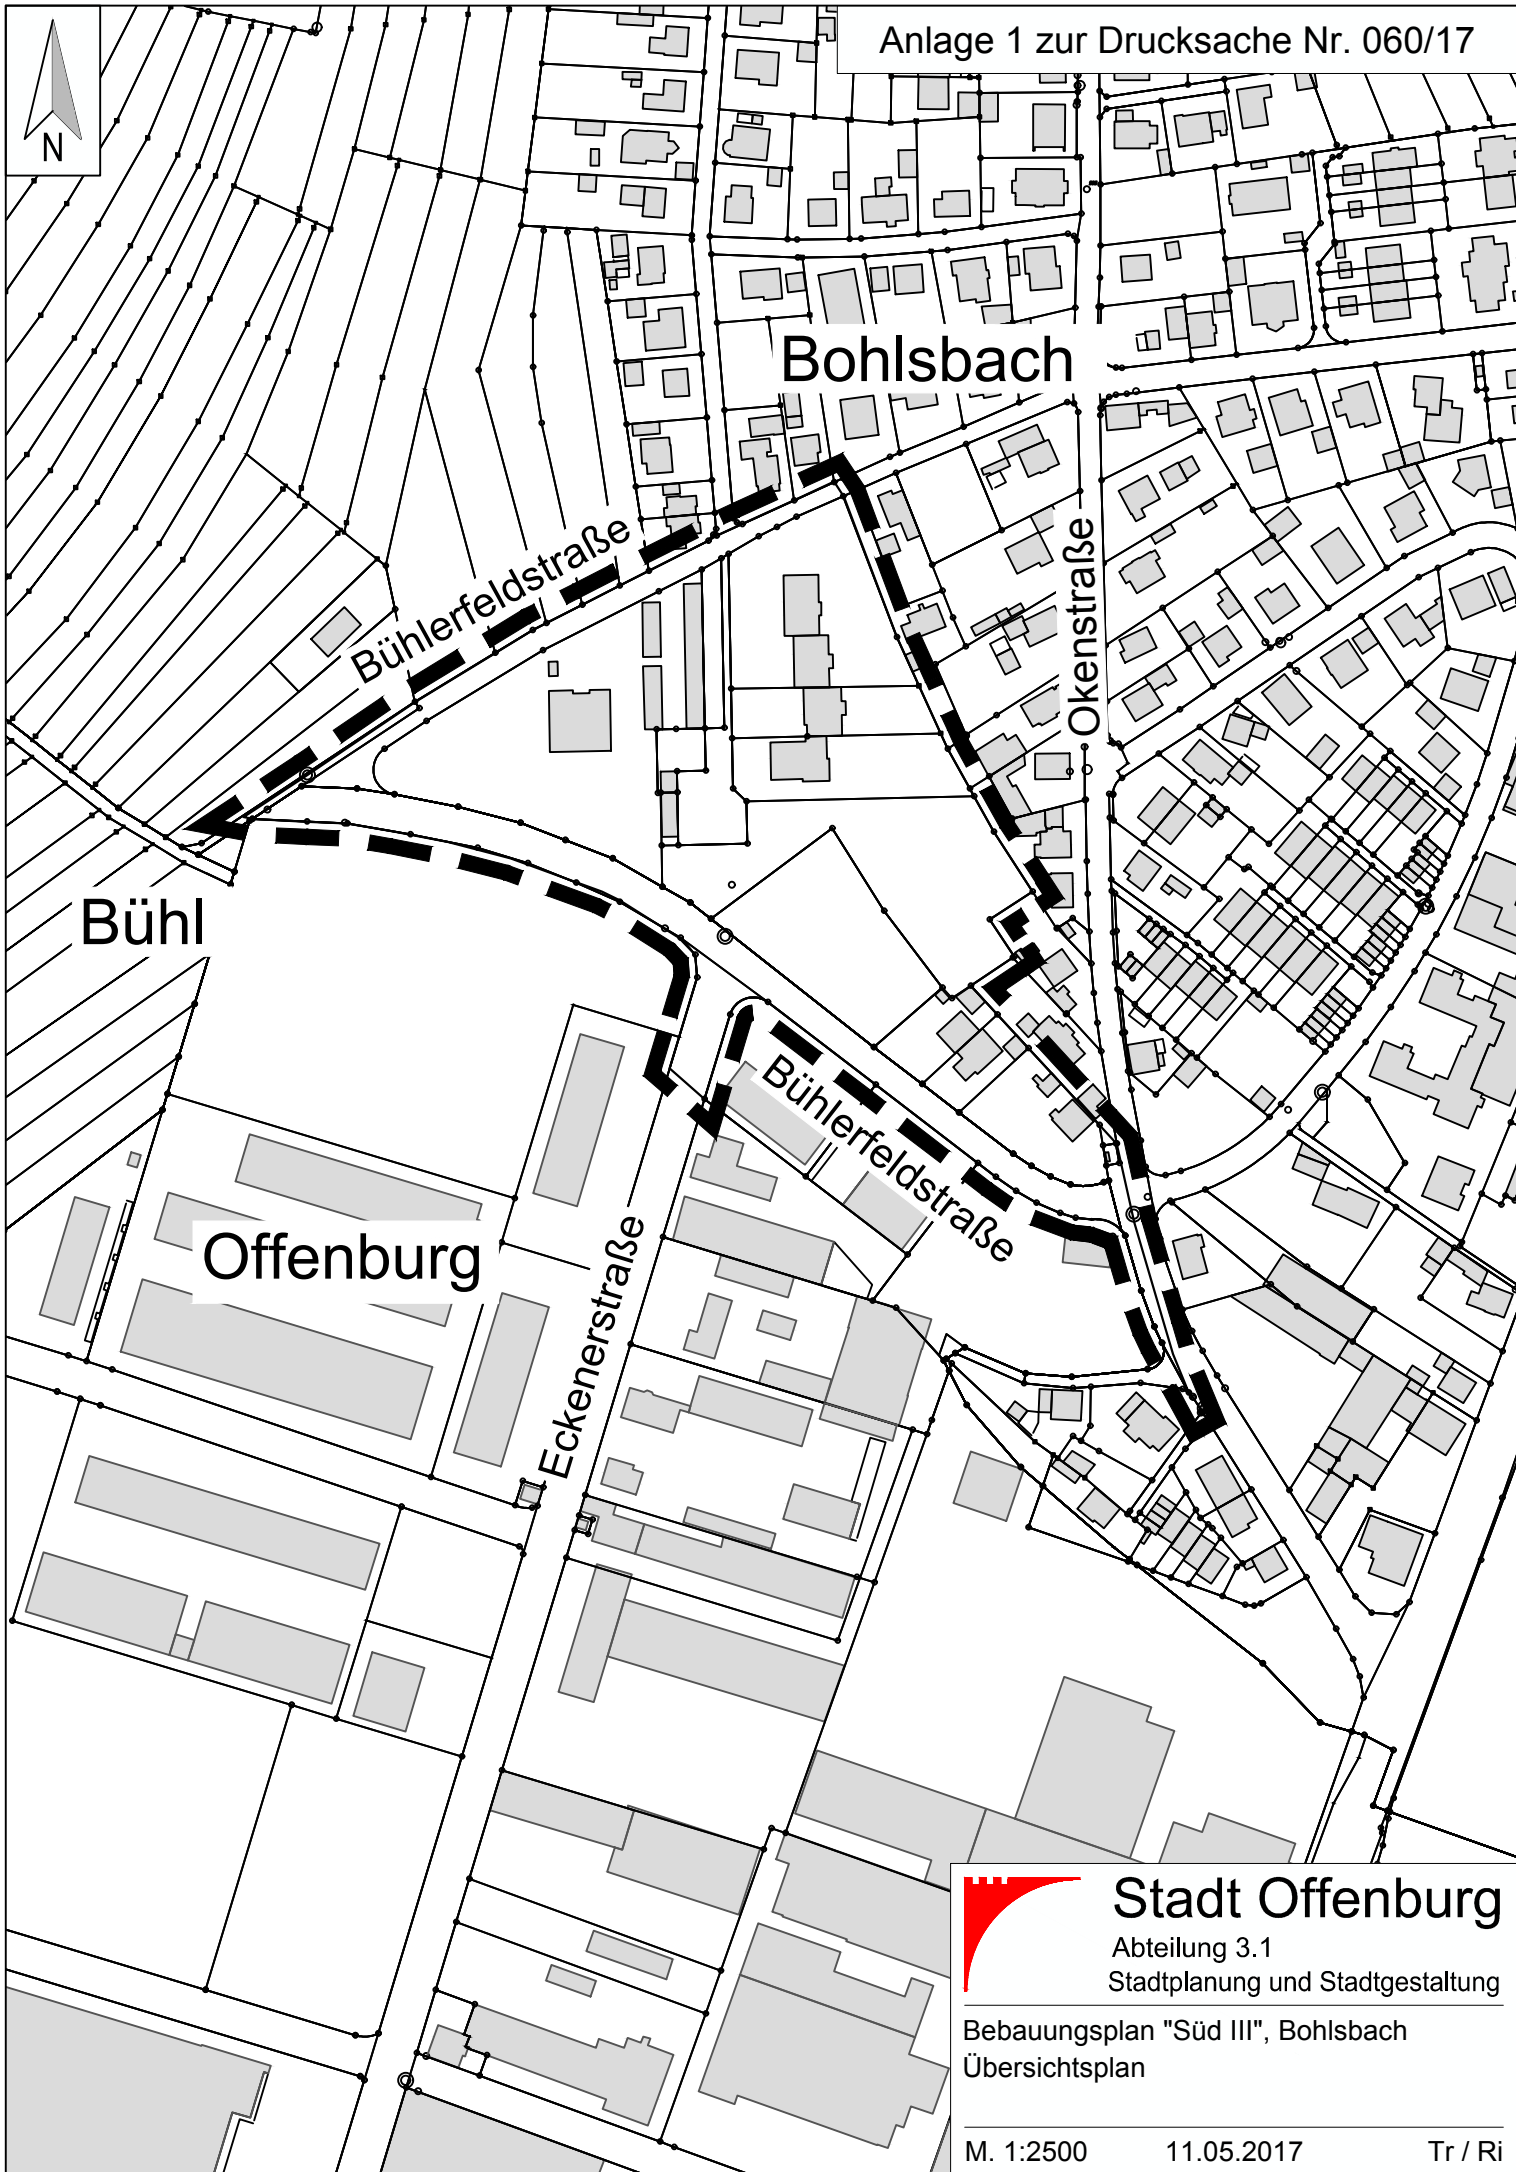 Anlage 1 zur Drucksache Nr. 060/17
N
Bohlsbach
Bühlerfeldstraße
Okenstraße
Bühl
Bühlerfeldstraße
Offenburg
Eckenerstraße
Stadt Offenburg
Abteilung 3.1
Stadtplanung und Stadtgestaltung
Bebauungsplan "Süd III", Bohlsbach
Übersichtsplan
M. 1:2500 11.05.2017 Tr / Ri